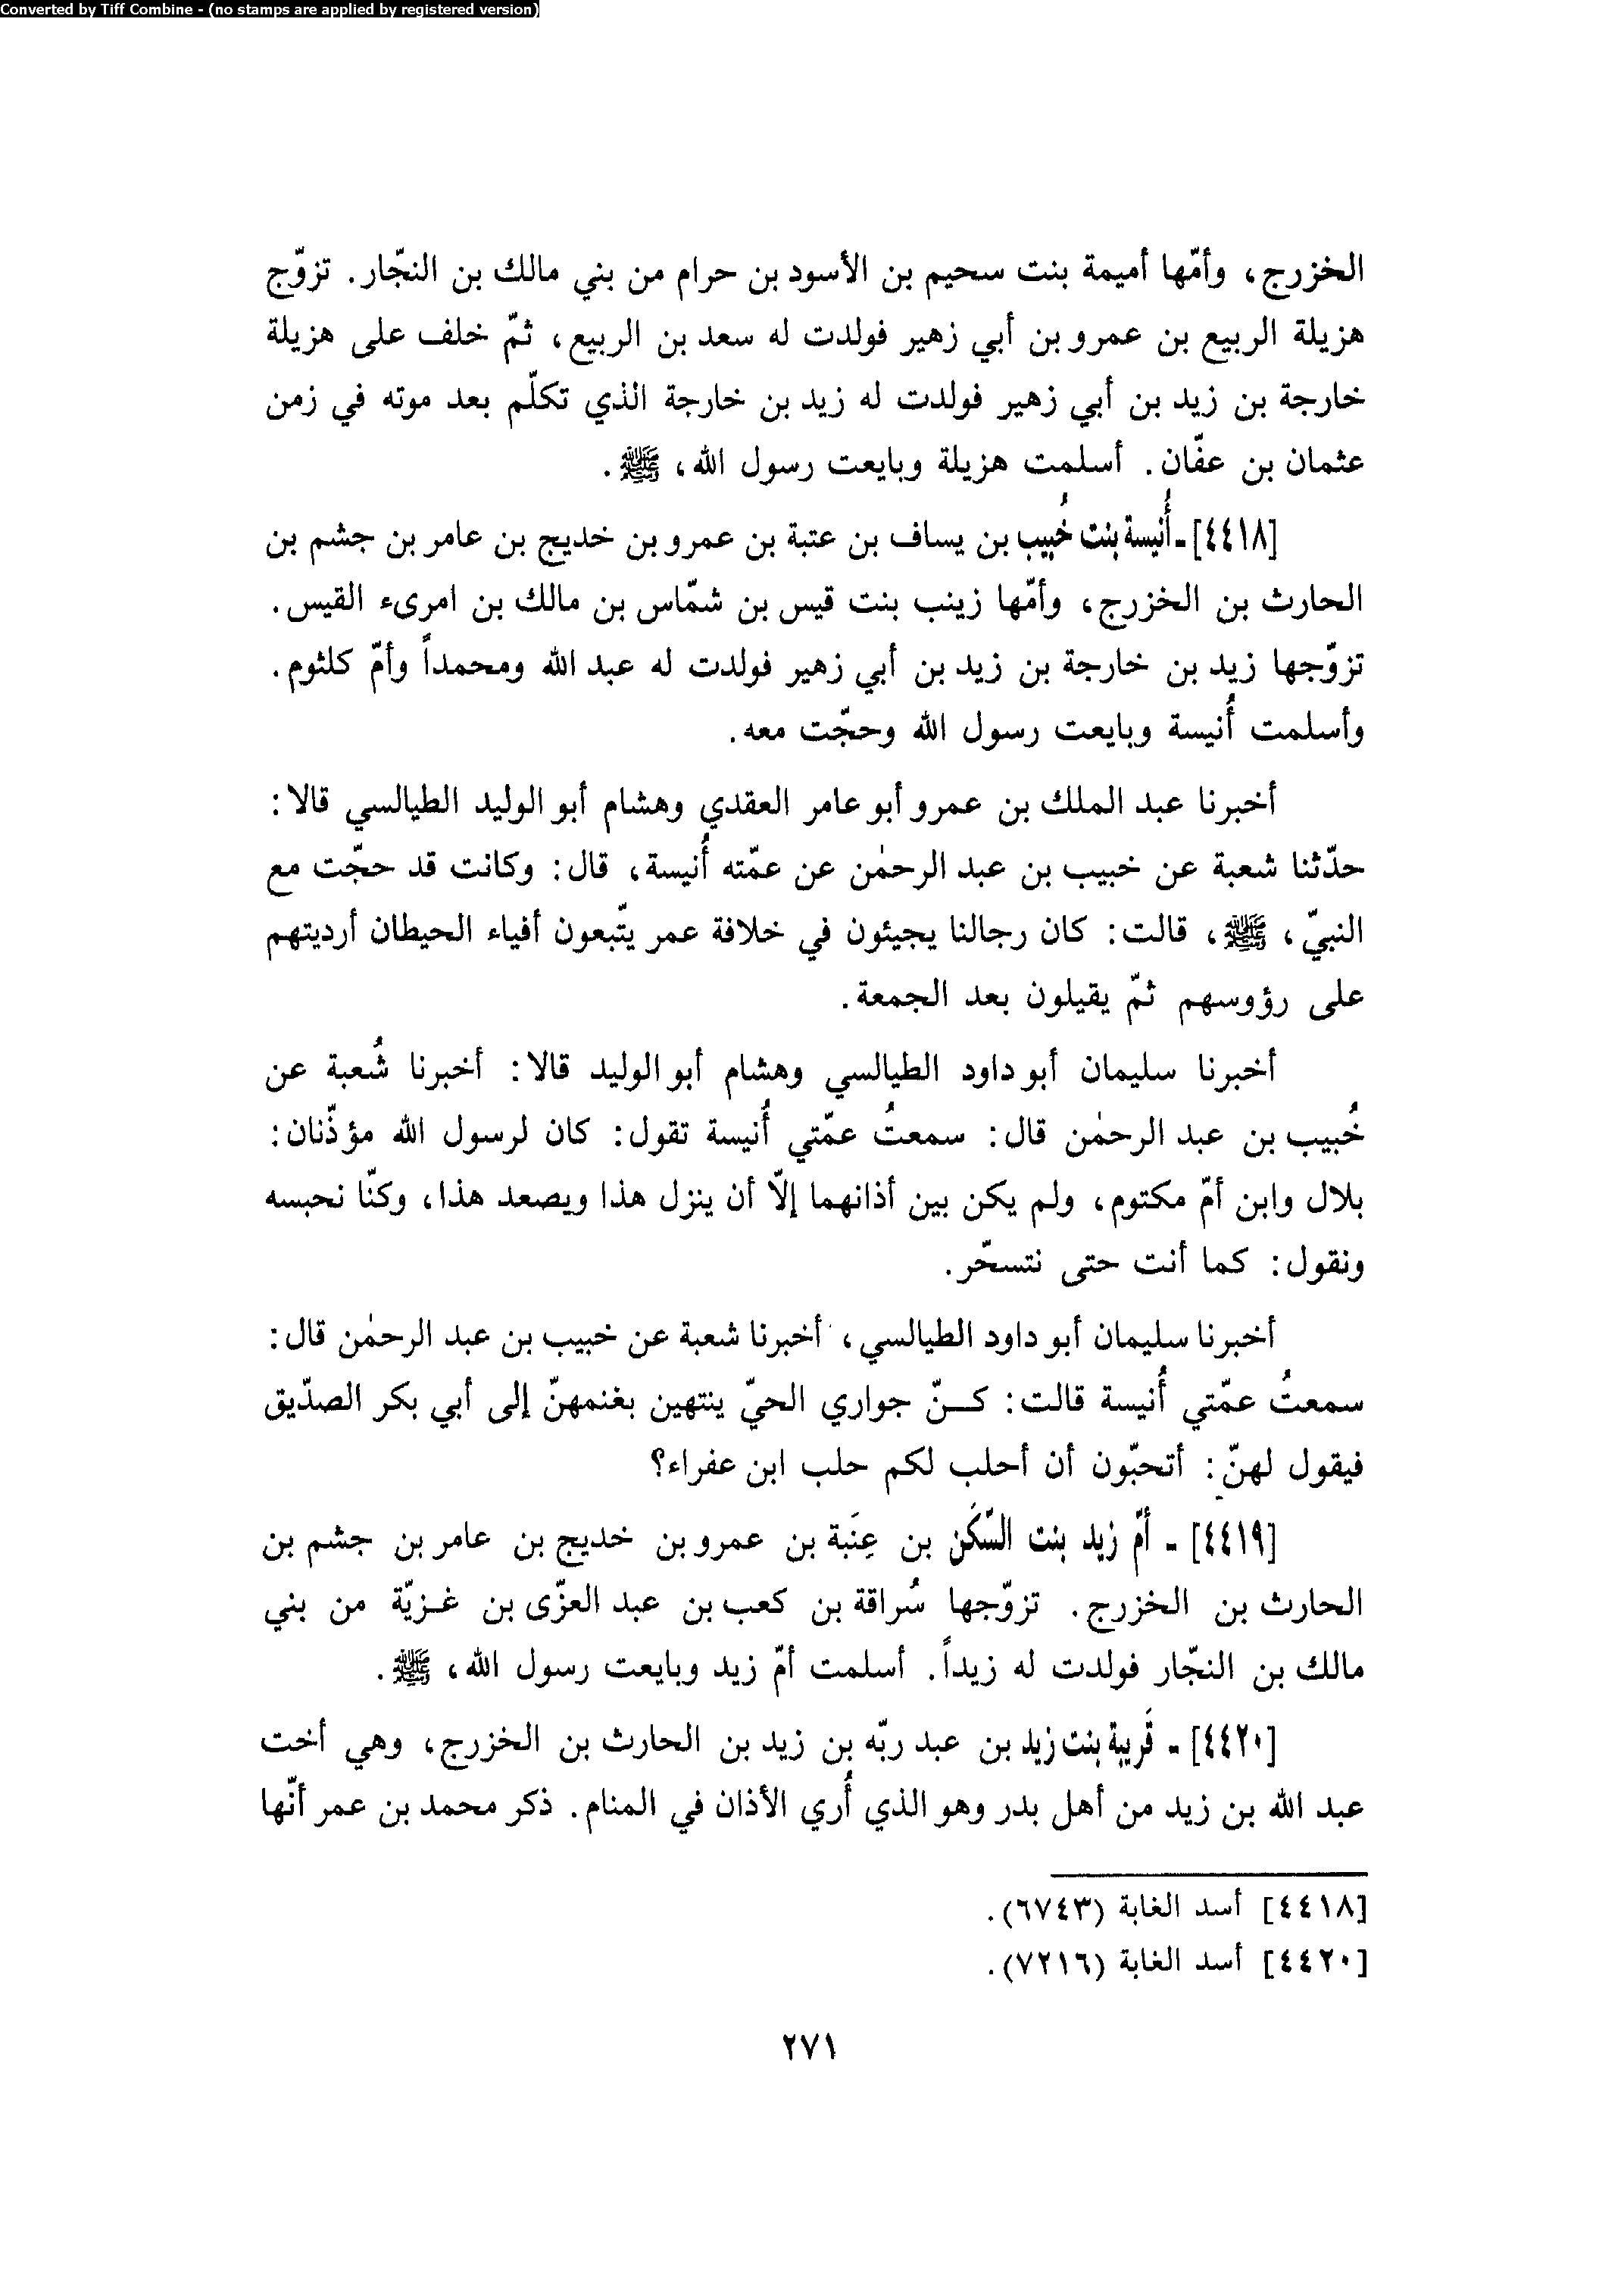 Converted by Tiff Combine - (no stamps are applied by registered version)
الخزرج، وأمّها أميمة بنت سحيم بن الأسود بن حرام من بني مالك بن النجّار. تزوّج
هزيلة الربيع بن عمرو بن أبي زهير فولدت له سعد بن الربيع، ثمّ خلف على هزيلة
خارجة بن زيد بن أبي زهير فولدت له زيد بن خارجة الذي تكلّم بعد موته في زمن
عثمان بن عفّان. أسلمت هزيلة وبايعت رسول الله، ﷺ.
[٤٤١٨] - أُنيسة بنت خُبيب بن يساف بن عتبة بن عمرو بن خديج بن عامر بن جشم بن
الحارث بن الخزرج، وأمّها زينب بنت قيس بن شمّاس بن مالك بن امرىء القيس.
تزوّجها زيد بن خارجة بن زيد بن أبي زهير فولدت له عبد الله ومحمداً وأمّ كلثوم.
وأسلمت أُنيسة وبايعت رسول الله وحجّت معه.
أخبرنا عبد الملك بن عمرو أبو عامر العقدي وهشام أبو الوليد الطيالسي قالا:
حدّثنا شعبة عن خبيب بن عبد الرحمٰن عن عمّته أُنيسة، قال: وكانت قد حجّت مع
النبيّ، ﷺ، قالت: كان رجالنا يجيئون في خلافة عمر يتّبعون أفياء الحيطان أرديتهم
على رؤوسهم ثمّ يقيلون بعد الجمعة.
أخبرنا سليمان أبو داود الطيالسي وهشام أبو الوليد قالا: أخبرنا شُعبة عن
خُبيب بن عبد الرحمٰن قال: سمعتُ عمّتي أُنيسة تقول: كان لرسول الله مؤذّنان:
بلال وابن أمّ مكتوم، ولم يكن بين أذانهما إلّا أن ينزل هذا ويصعد هذا، وكنّا نحبسه
ونقول: كما أنت حتى نتسحّر.
أخبرنا سليمان أبو داود الطيالسي، أخبرنا شعبة عن خبيب بن عبد الرحمٰن قال:
سمعتُ عمّتي أُنيسة قالت: كـنّ جواري الحيّ ينتهين بغنمهنّ إلى أبي بكر الصدّيق
فيقول لهنّ: أتحبّون أن أحلب لكم حلب ابن عفراء؟
[٤٤١٩] - أمّ زيد بنت السّكَن بن عِنَبة بن عمرو بن خديج بن عامر بن جشم بن
الحارث بن الخزرج. تزوّجها سُراقة بن كعب بن عبد العزّى بن غـزيّة من بني
مالك بن النجّار فولدت له زيداً. أسلمت أمّ زيد وبايعت رسول الله، ﷺ.
[٤٤٢٠] - قَريبة بنت زيد بن عبد ربّه بن زيد بن الحارث بن الخزرج، وهي أخت
عبد الله بن زيد من أهل بدر وهو الذي أُري الأذان في المنام. ذكر محمد بن عمر أنّها
[٤٤١٨] أسد الغابة (٦٧٤٣).
[٤٤٢٠] أسد الغابة (٧٢١٦).
٢٧١